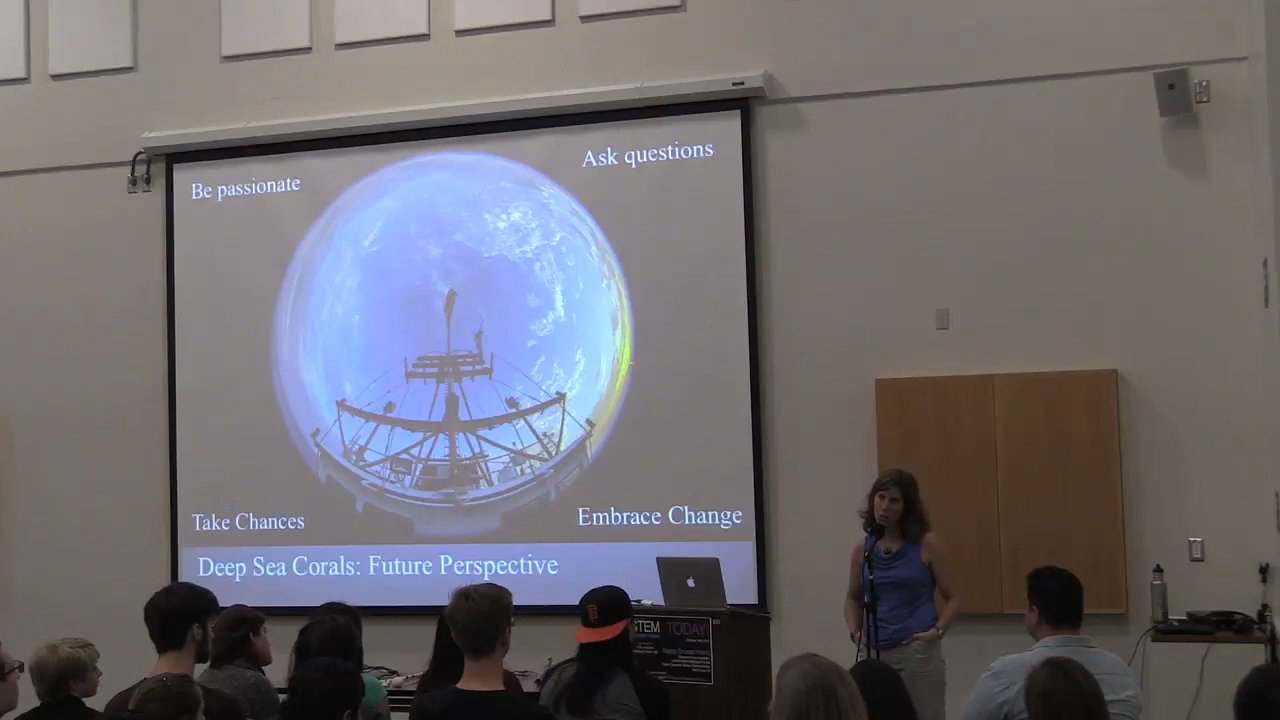 Be passionate
Ask questions
Take Chances
Embrace Change
Deep Sea Corals: Future Perspective
STEM TODAY!